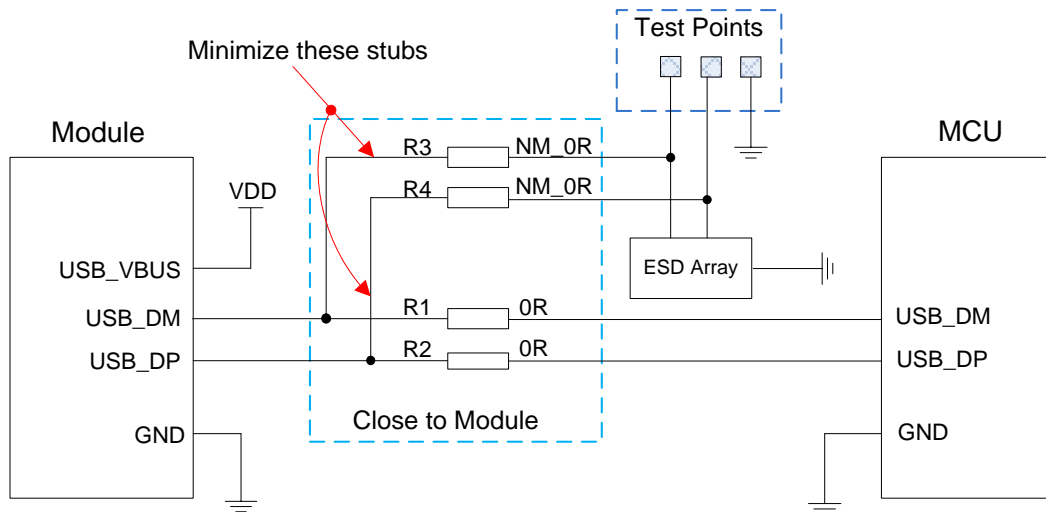 Test Points
Minimize these stubs
Module
MCU
R3
NM_0R
R4
NM_0R
VDD
ESD Array
USB_VBUS
USB_DM
R1
0R
USB_DM
USB_DP
R2
0R
USB_DP
Close to Module
GND
GND